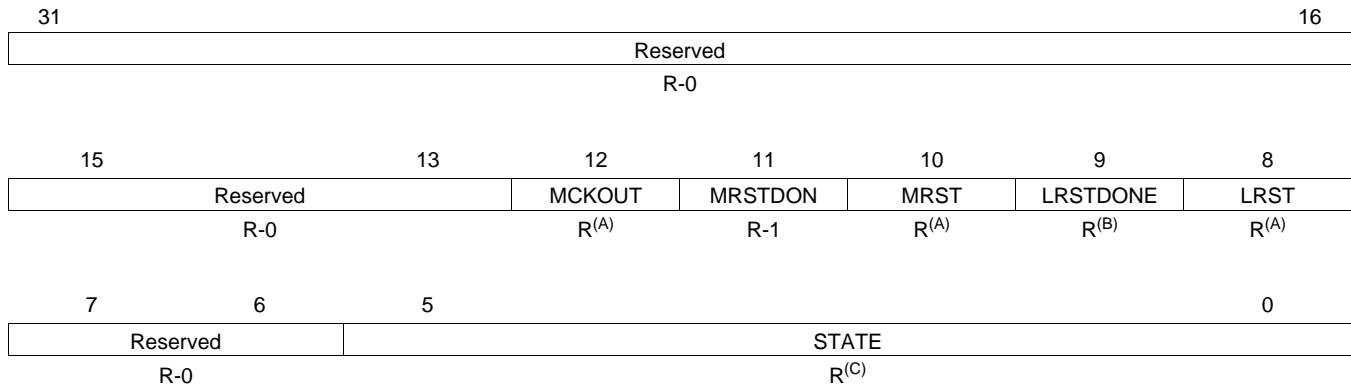 31 16
Reserved
R-0
15 13 12 11 10 9 8
Reserved MCKOUT MRSTDON MRST LRSTDONE LRST
R-0 R(A) R-1 R(A) R(B) R(A)
7 6 5 0
Reserved STATE
R-0 R(C)